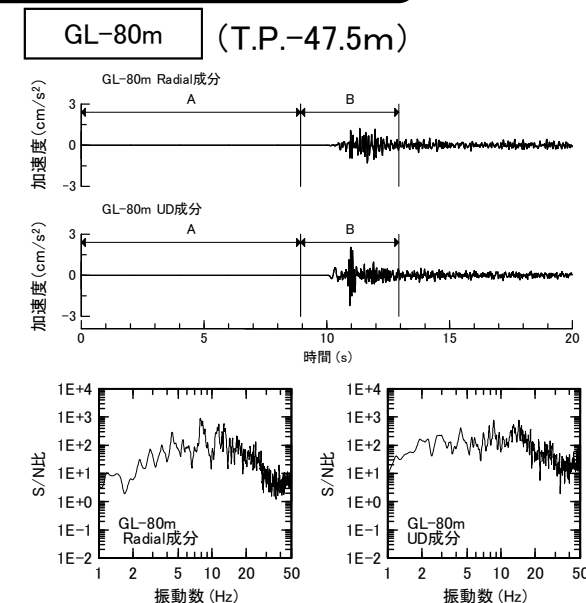 GL-80m （T.P.-47.5m）
GL-80m Radial成分
加速度(cm/s²)
3
0
-3
A
B
GL-80m UD成分
加速度(cm/s²)
3
0
-3
A
B
0 5 10 15 20
時間 (s)
S/N比
1E+4
1E+3
1E+2
1E+1
1E+0
1E-1
1E-2
GL-80m
Radial成分
1 2 5 10 20 50
振動数 (Hz)
S/N比
1E+4
1E+3
1E+2
1E+1
1E+0
1E-1
1E-2
GL-80m
UD成分
1 2 5 10 20 50
振動数 (Hz)